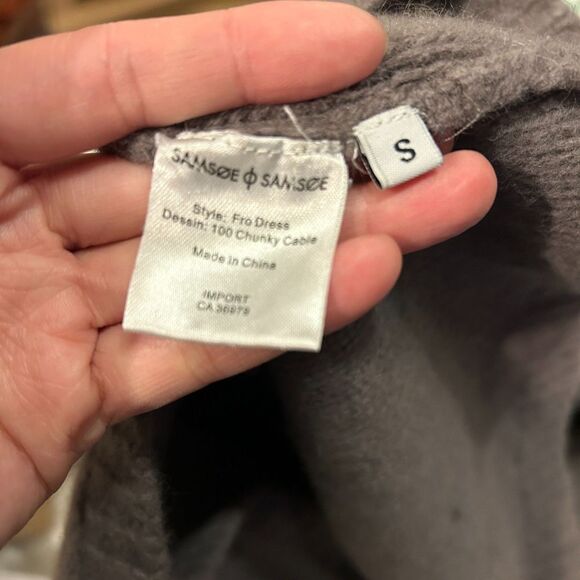 SAMSØE ϕ SAMSØE
Style: Fro Dress
Dessin: 100 Chunky Cable
Made in China
IMPORT
CA 36979
S